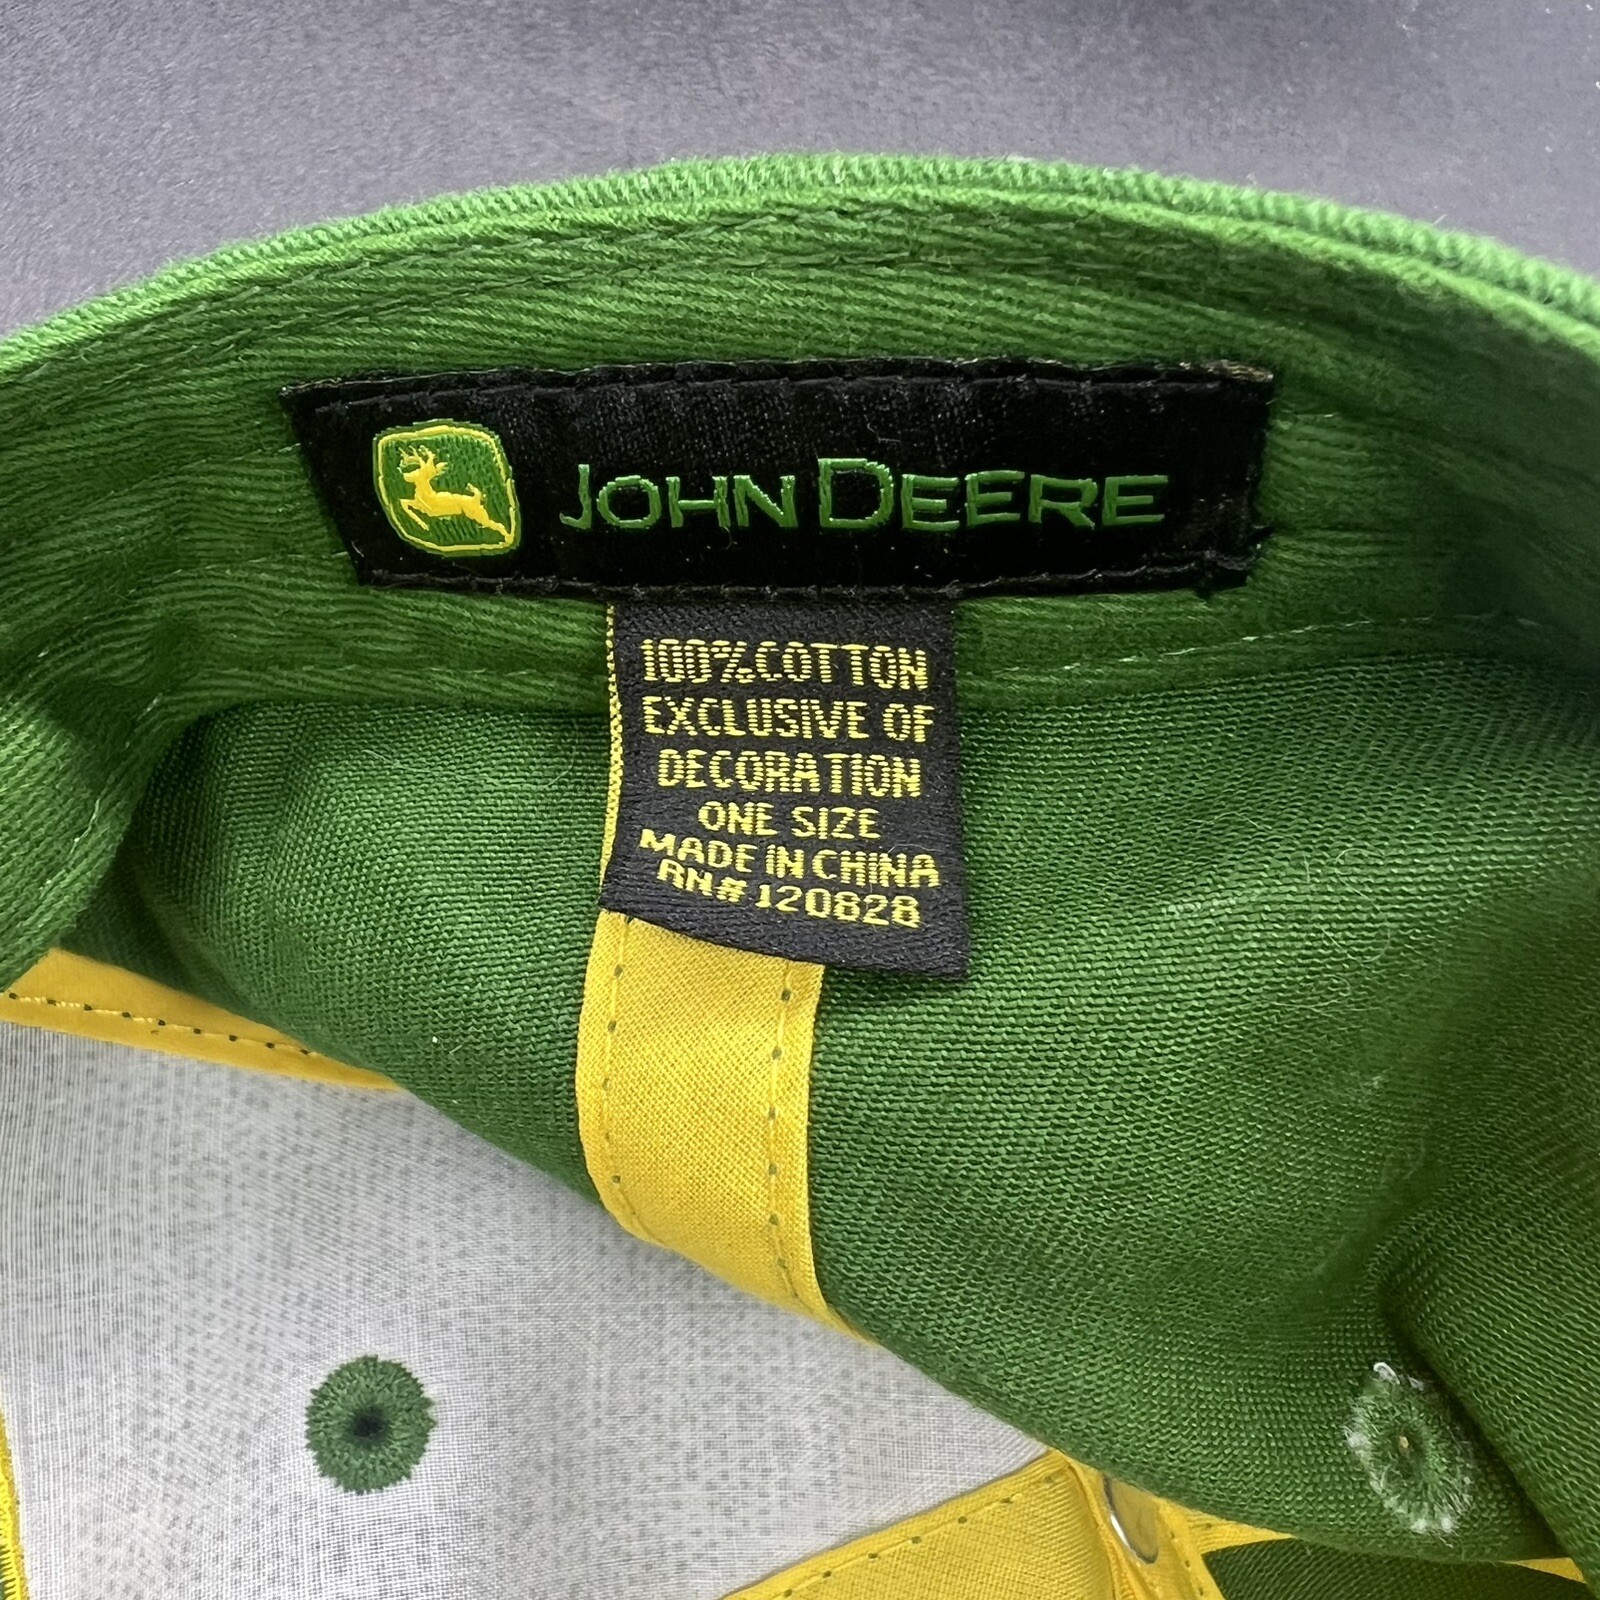 JOHN DEERE
100%COTTON
EXCLUSIVE OF
DECORATION
ONE SIZE
MADE IN CHINA
RN# 120828